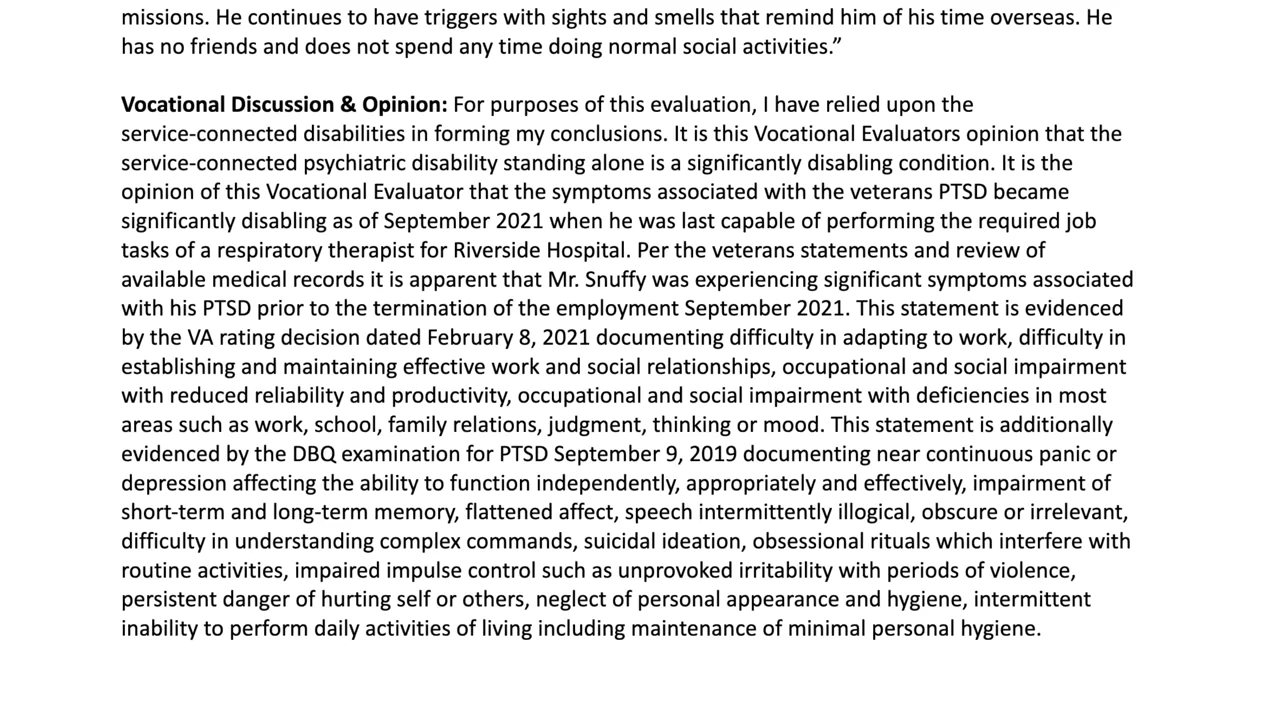 missions. He continues to have triggers with sights and smells that remind him of his time overseas. He
has no friends and does not spend any time doing normal social activities.”
Vocational Discussion & Opinion: For purposes of this evaluation, I have relied upon the
service-connected disabilities in forming my conclusions. It is this Vocational Evaluators opinion that the
service-connected psychiatric disability standing alone is a significantly disabling condition. It is the
opinion of this Vocational Evaluator that the symptoms associated with the veterans PTSD became
significantly disabling as of September 2021 when he was last capable of performing the required job
tasks of a respiratory therapist for Riverside Hospital. Per the veterans statements and review of
available medical records it is apparent that Mr. Snuffy was experiencing significant symptoms associated
with his PTSD prior to the termination of the employment September 2021. This statement is evidenced
by the VA rating decision dated February 8, 2021 documenting difficulty in adapting to work, difficulty in
establishing and maintaining effective work and social relationships, occupational and social impairment
with reduced reliability and productivity, occupational and social impairment with deficiencies in most
areas such as work, school, family relations, judgment, thinking or mood. This statement is additionally
evidenced by the DBQ examination for PTSD September 9, 2019 documenting near continuous panic or
depression affecting the ability to function independently, appropriately and effectively, impairment of
short-term and long-term memory, flattened affect, speech intermittently illogical, obscure or irrelevant,
difficulty in understanding complex commands, suicidal ideation, obsessional rituals which interfere with
routine activities, impaired impulse control such as unprovoked irritability with periods of violence,
persistent danger of hurting self or others, neglect of personal appearance and hygiene, intermittent
inability to perform daily activities of living including maintenance of minimal personal hygiene.